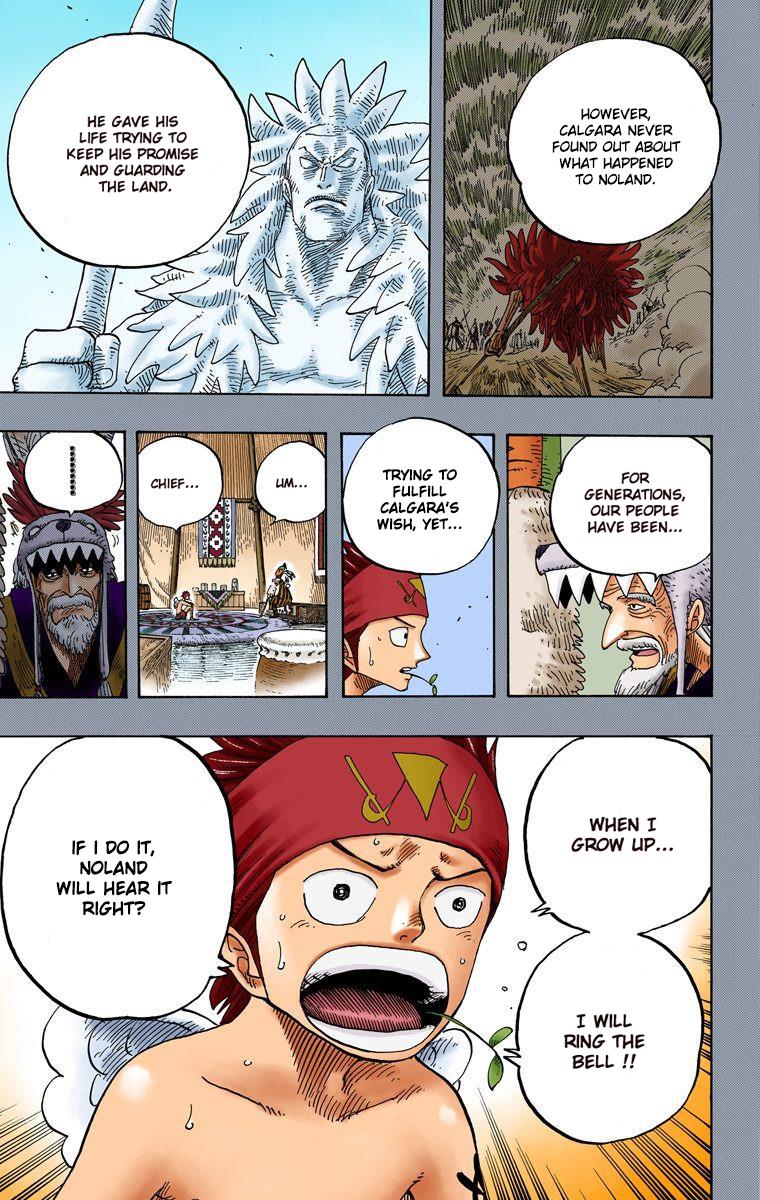 HOWEVER,
CALGARA NEVER
FOUND OUT ABOUT
WHAT HAPPENED
TO NOLAND.
HE GAVE HIS
LIFE TRYING TO
KEEP HIS PROMISE
AND GUARDING
THE LAND.
FOR
GENERATIONS,
OUR PEOPLE
HAVE BEEN...
TRYING TO
FULFILL
CALGARA'S
WISH, YET...
UM...
CHIEF...
..........
WHEN I
GROW UP...
I WILL
RING THE
BELL !!
IF I DO IT,
NOLAND
WILL HEAR IT
RIGHT?